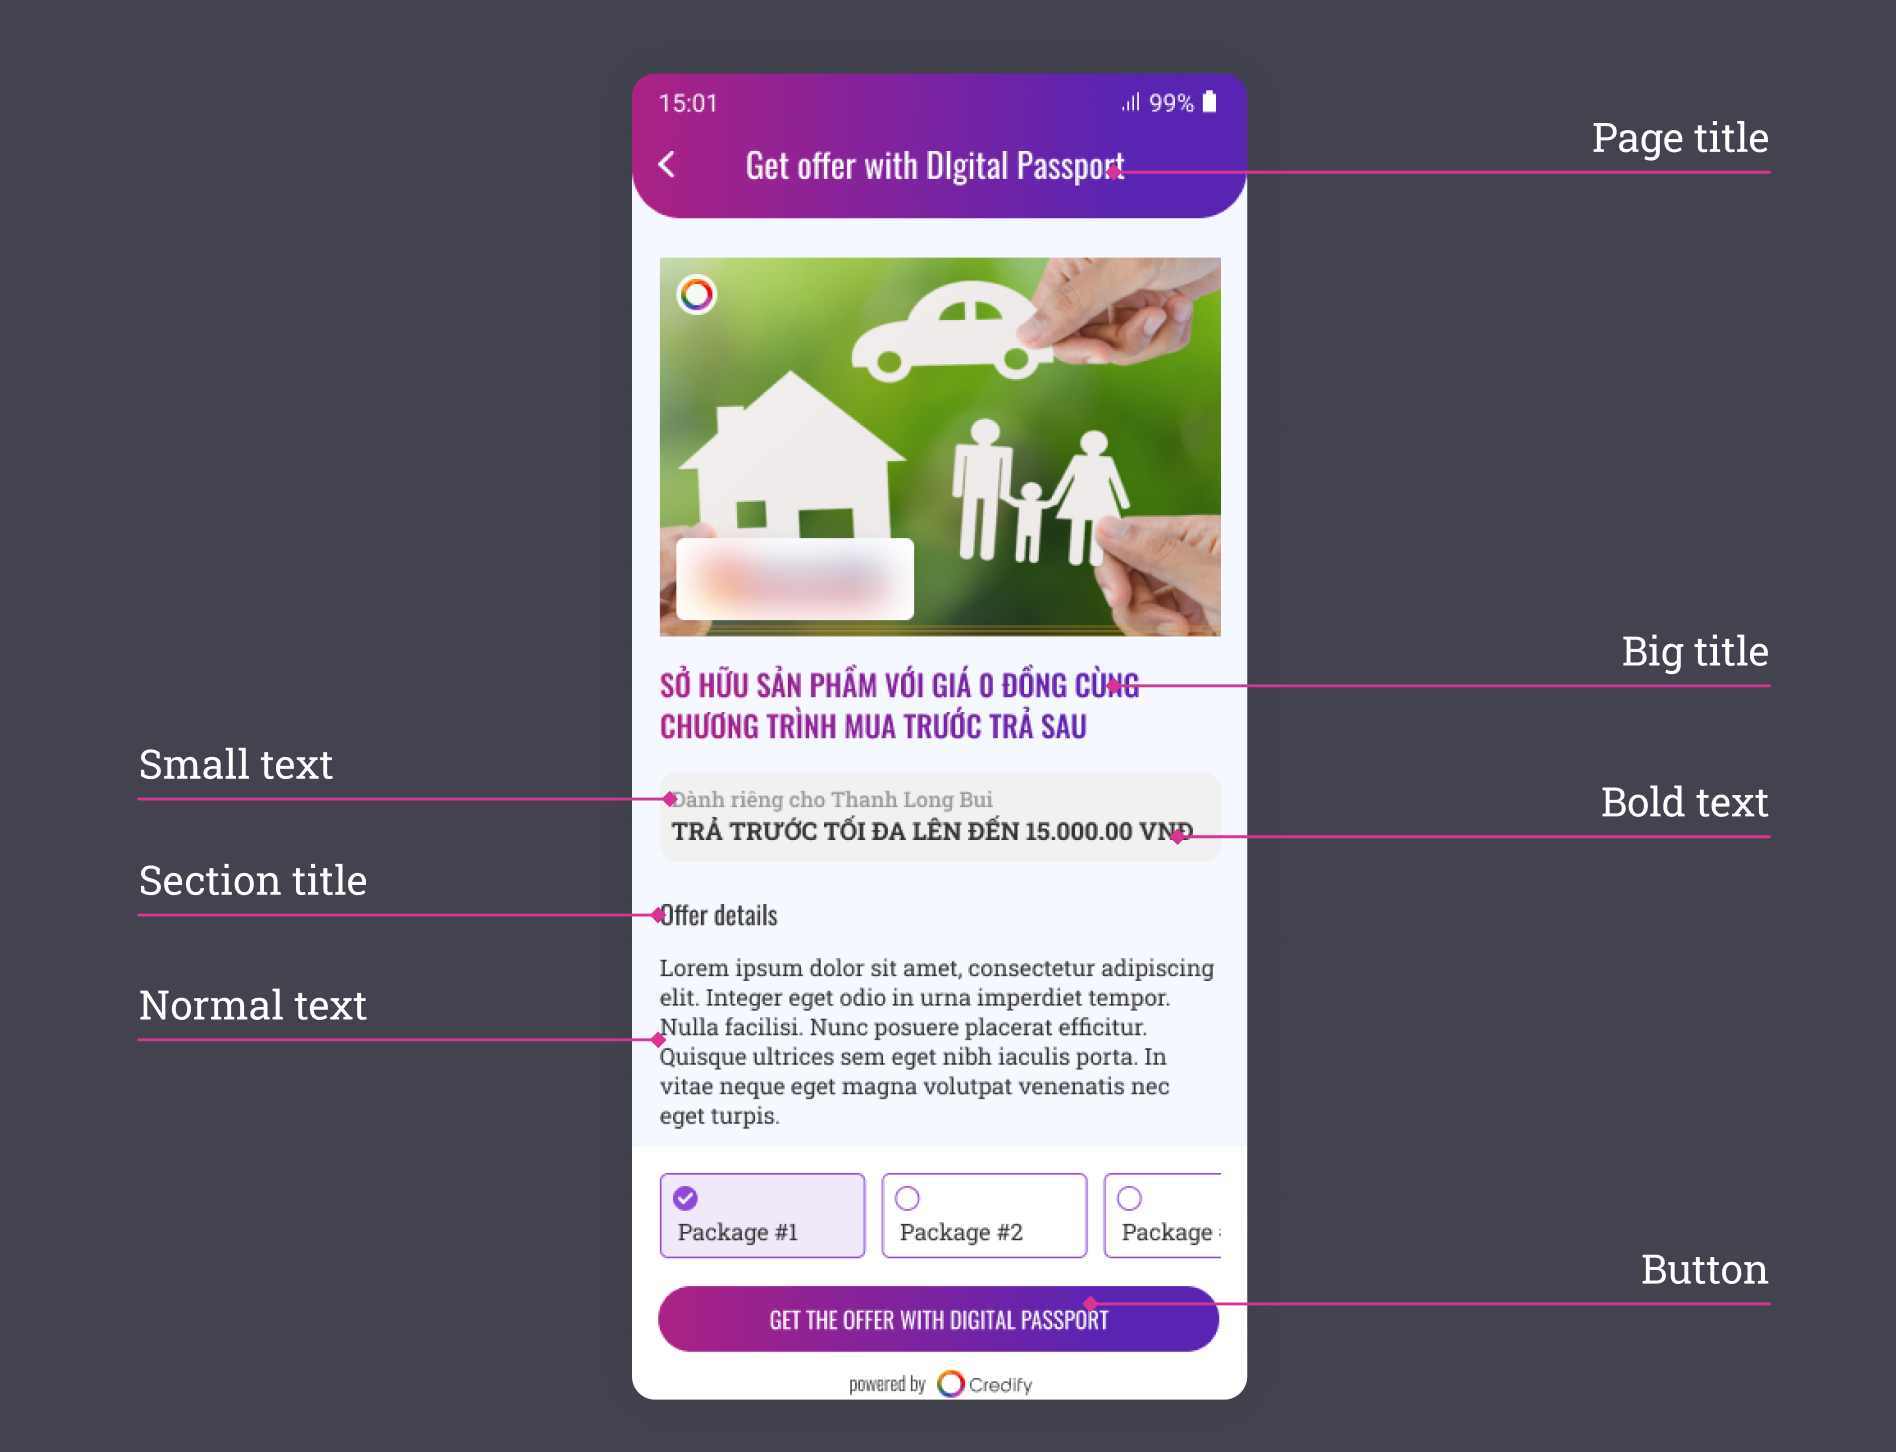 15:01
99%
Get offer with DIgital Passport
Page title
SỞ HỮU SẢN PHẨM VỚI GIÁ 0 ĐỒNG CÙNG
CHƯƠNG TRÌNH MUA TRƯỚC TRẢ SAU
Big title
Small text
Dành riêng cho Thanh Long Bui
TRẢ TRƯỚC TỐI ĐA LÊN ĐẾN 15.000.00 VNĐ
Bold text
Section title
Offer details
Normal text
Lorem ipsum dolor sit amet, consectetur adipiscing
elit. Integer eget odio in urna imperdiet tempor.
Nulla facilisi. Nunc posuere placerat efficitur.
Quisque ultrices sem eget nibh iaculis porta. In
vitae neque eget magna volutpat venenatis nec
eget turpis.
Package #1
Package #2
Package
Button
GET THE OFFER WITH DIGITAL PASSPORT
powered by Credify